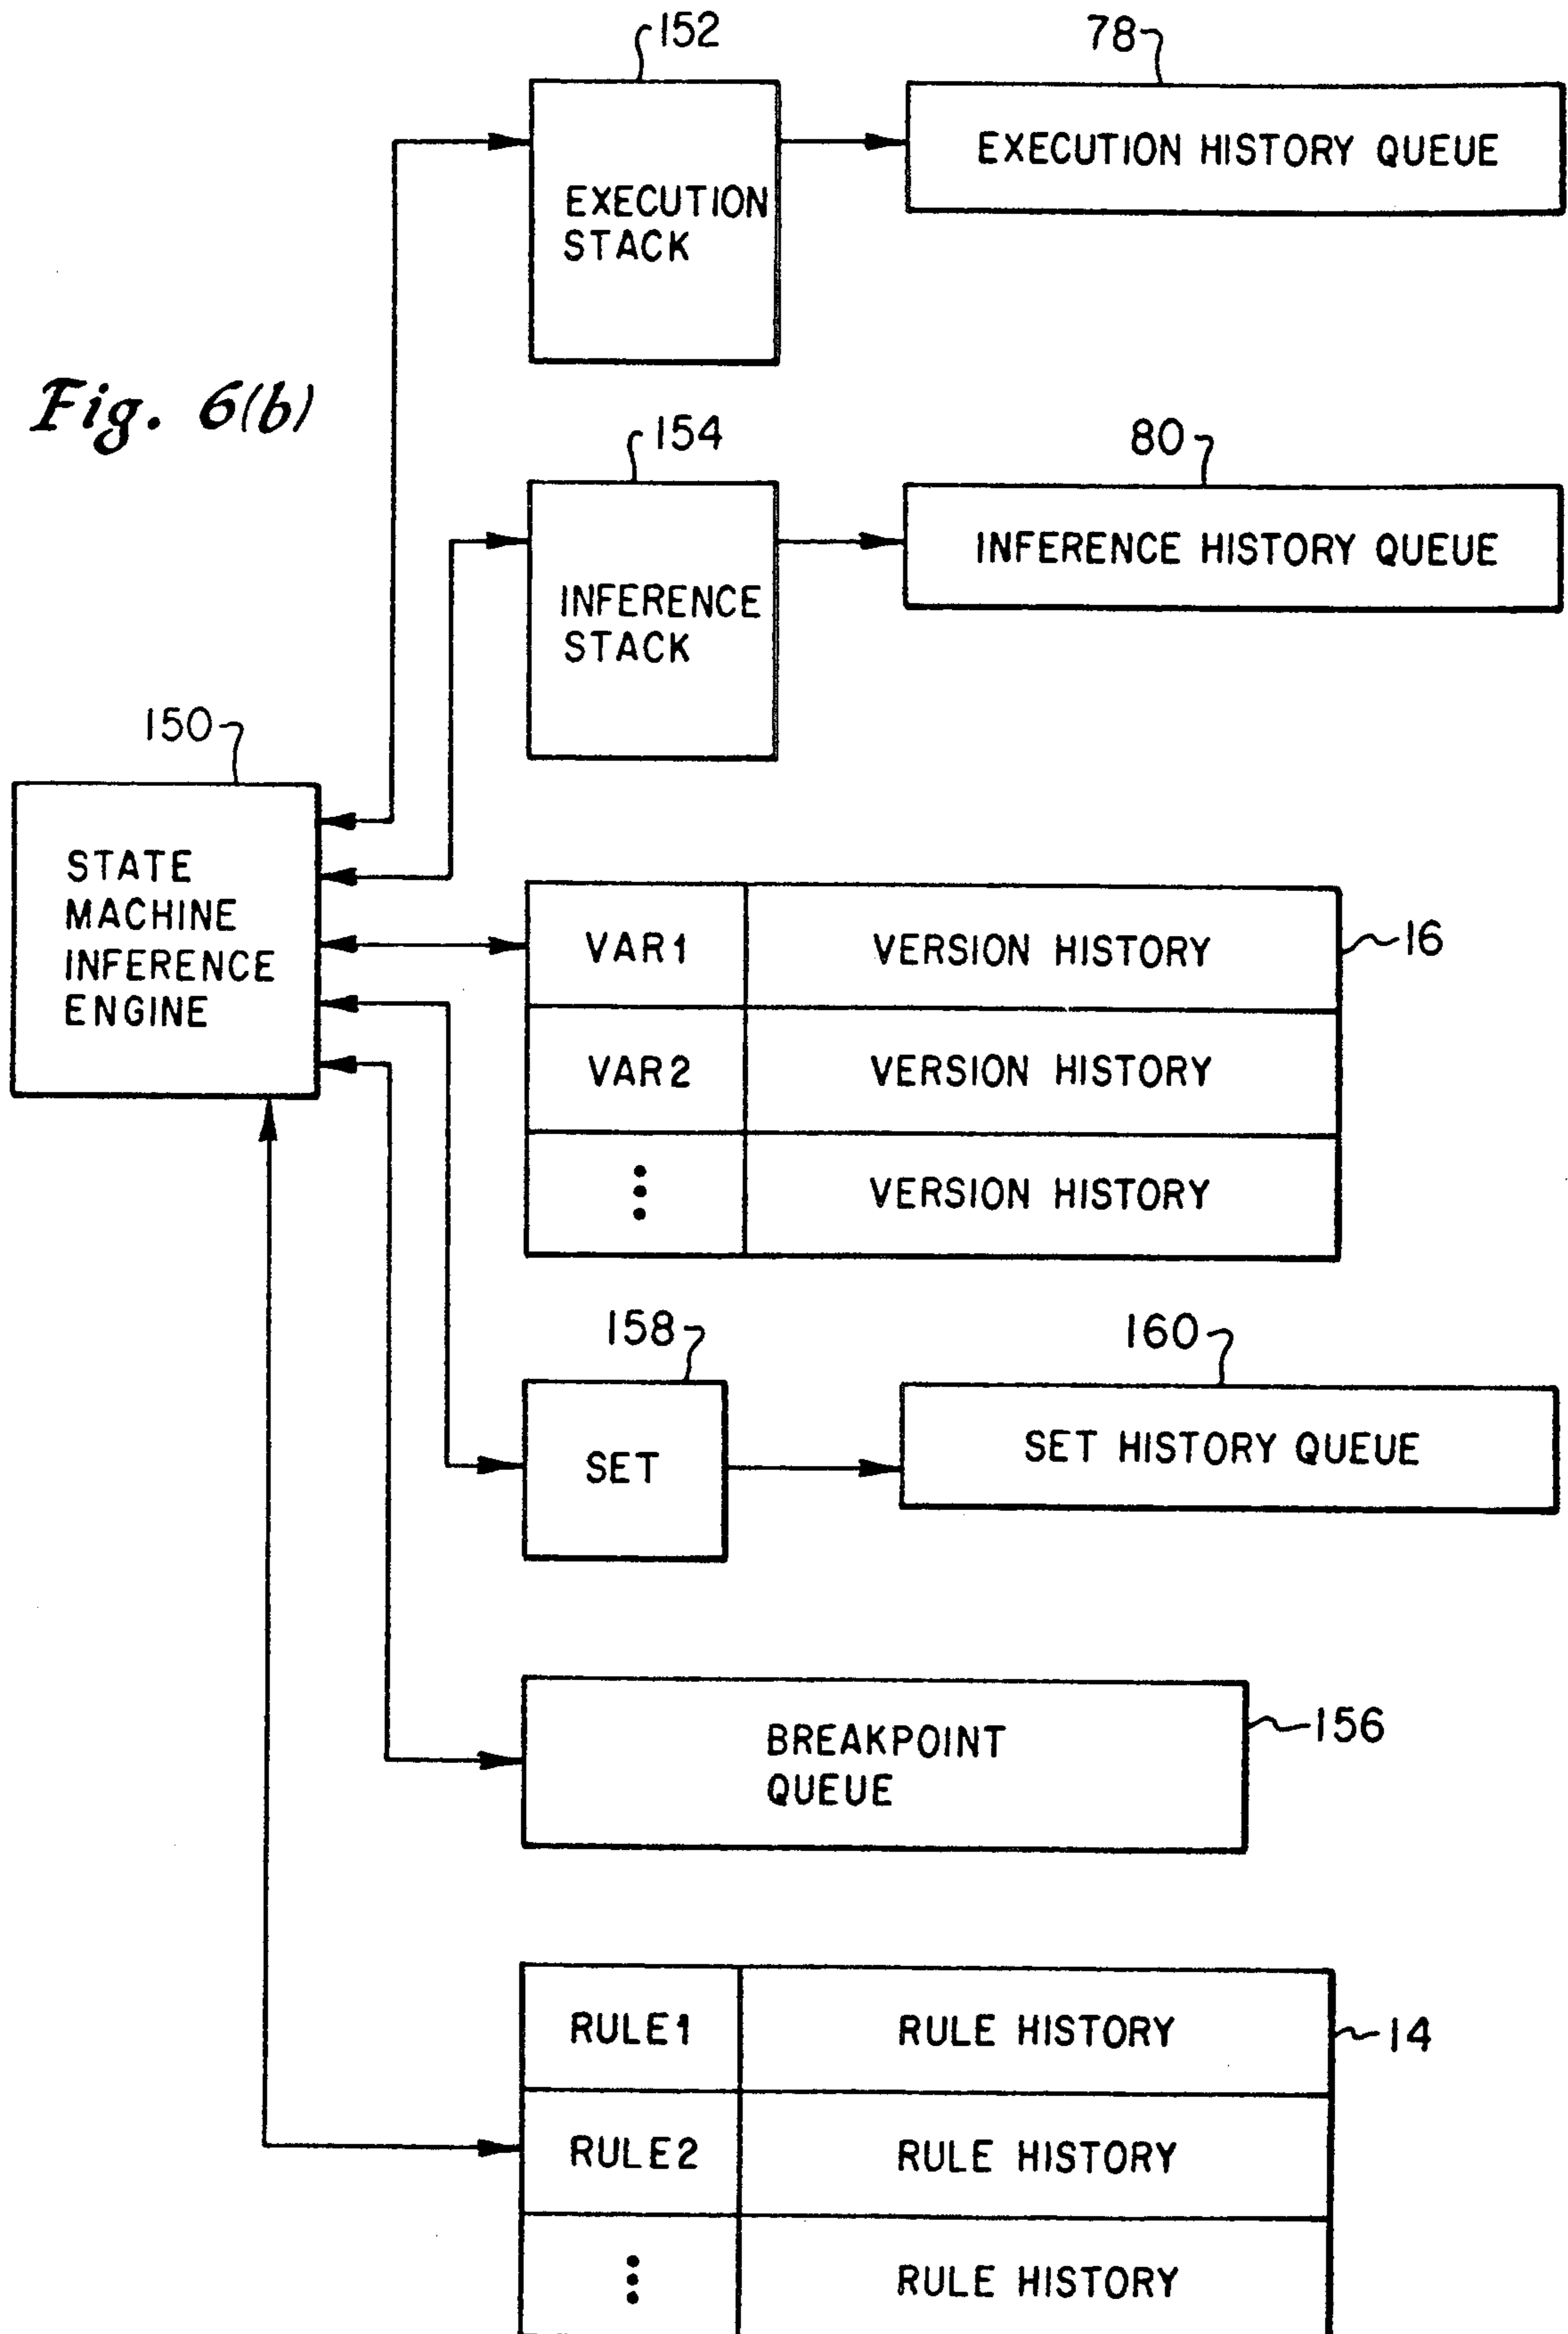 152
78
EXECUTION
STACK
EXECUTION HISTORY QUEUE
Fig. 6(b)
154
80
INFERENCE
STACK
INFERENCE HISTORY QUEUE
150
STATE
MACHINE
INFERENCE
ENGINE
VAR1 VERSION HISTORY
16
VAR2 VERSION HISTORY
VERSION HISTORY
158
160
SET
SET HISTORY QUEUE
BREAKPOINT
QUEUE
156
RULE1 RULE HISTORY
14
RULE2 RULE HISTORY
RULE HISTORY